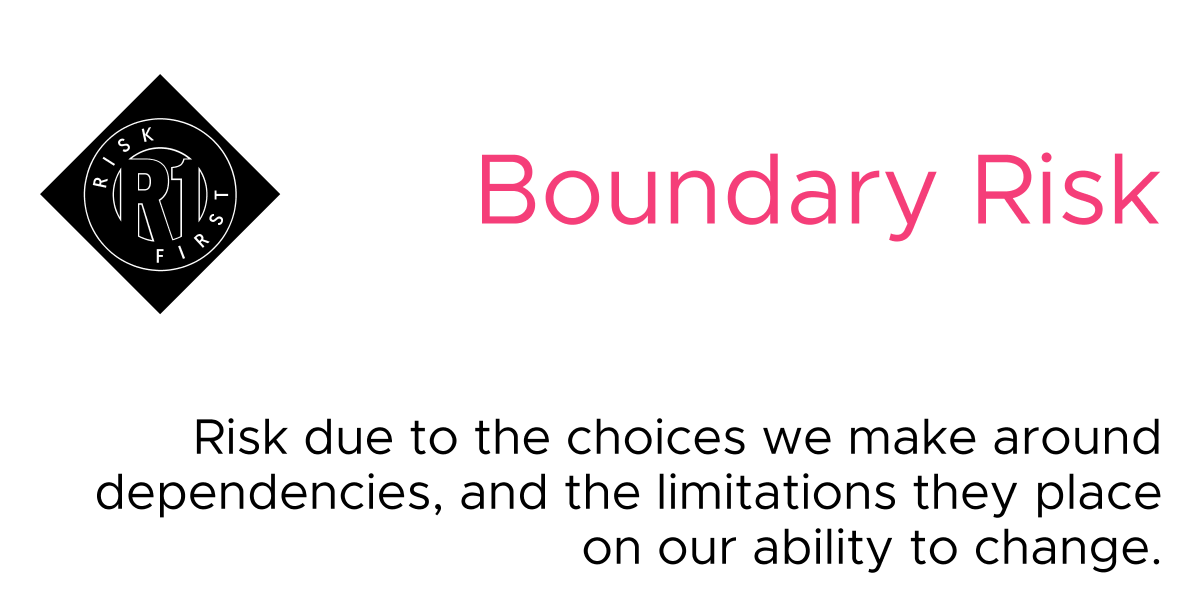 RISK
R1
FIRST
Boundary Risk
Risk due to the choices we make around
dependencies, and the limitations they place
on our ability to change.